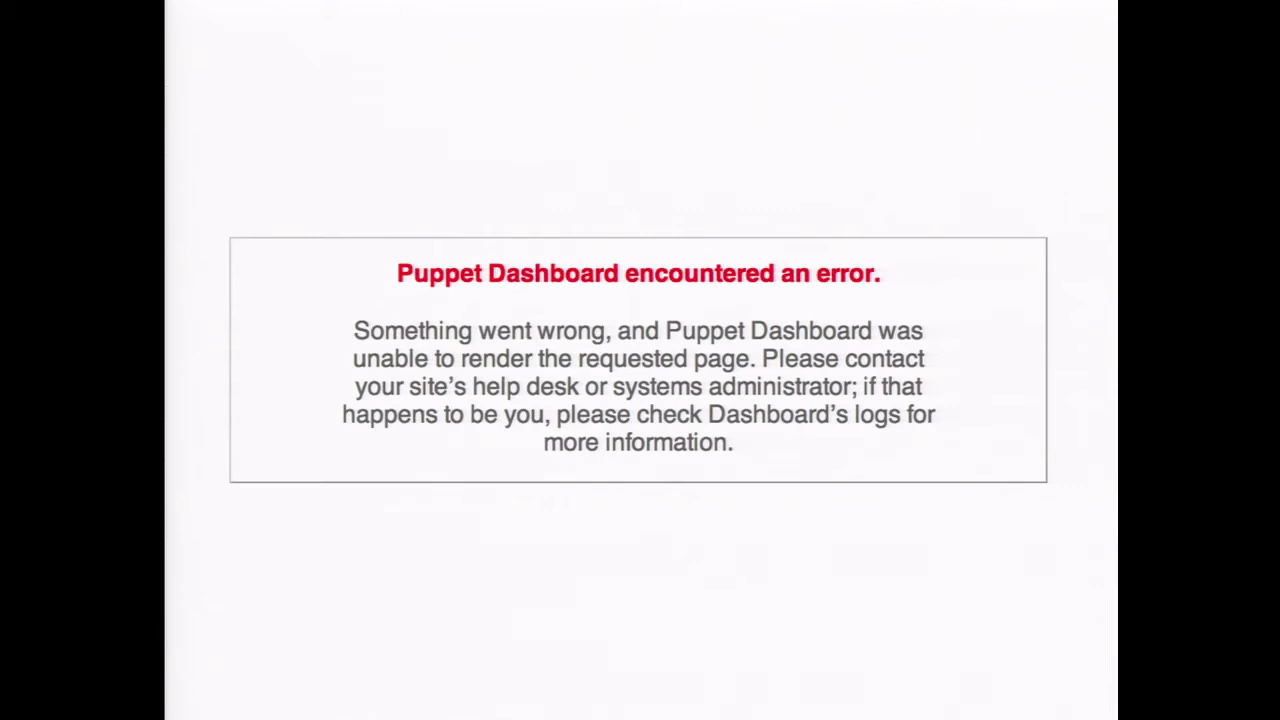 Puppet Dashboard encountered an error.
Something went wrong, and Puppet Dashboard was
unable to render the requested page. Please contact
your site’s help desk or systems administrator; if that
happens to be you, please check Dashboard’s logs for
more information.